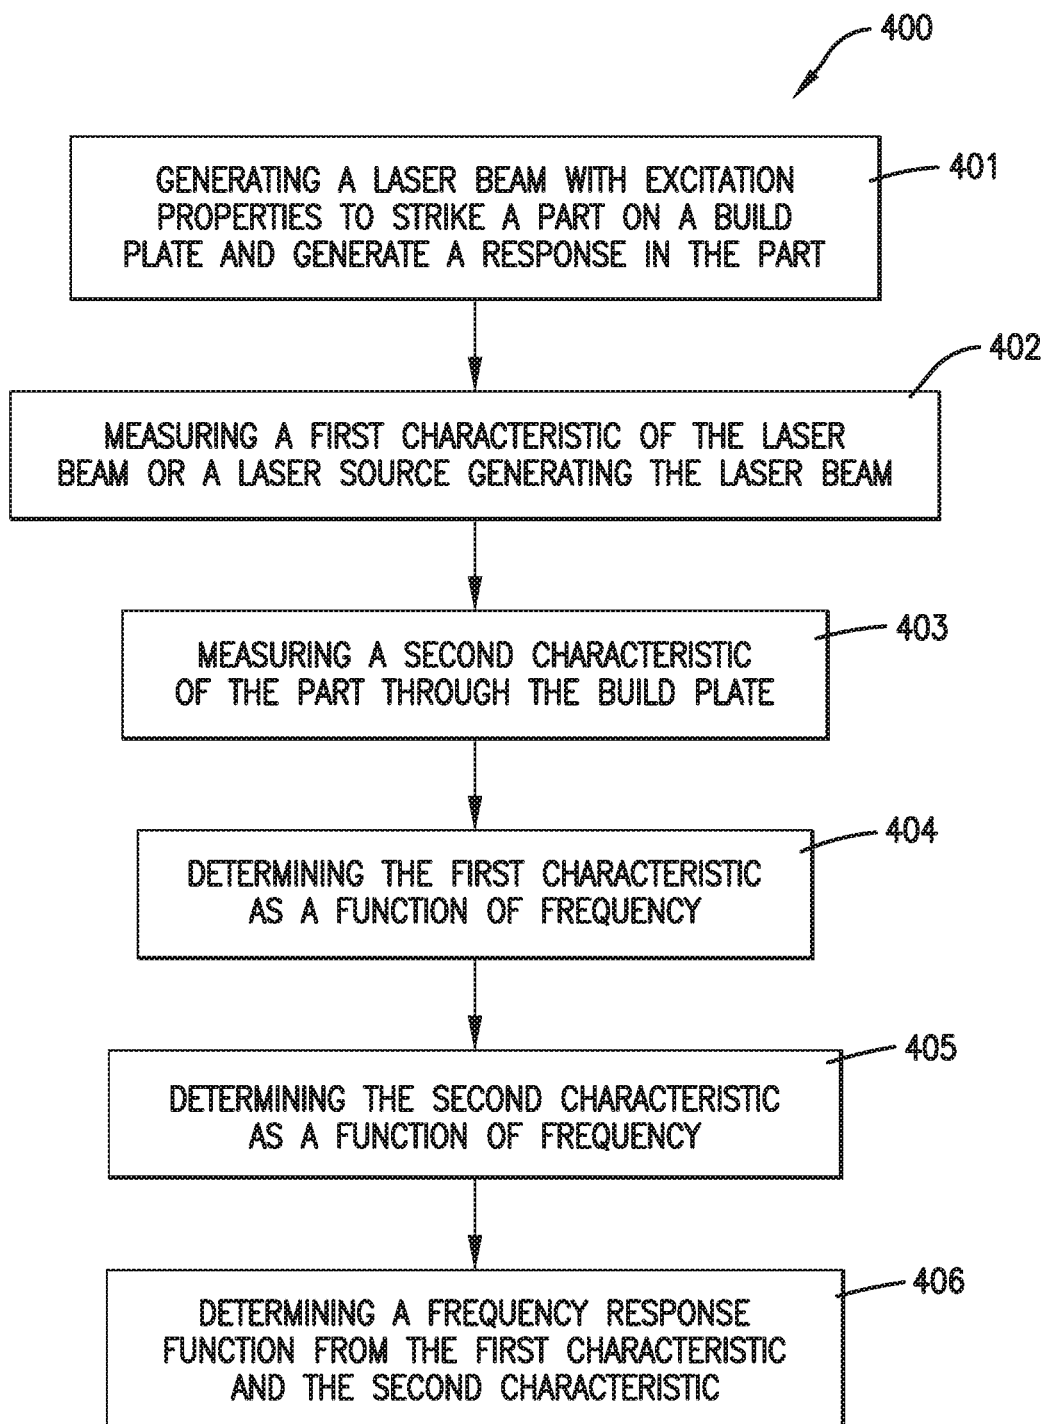 400
GENERATING A LASER BEAM WITH EXCITATION
PROPERTIES TO STRIKE A PART ON A BUILD
PLATE AND GENERATE A RESPONSE IN THE PART
401
MEASURING A FIRST CHARACTERISTIC OF THE LASER
BEAM OR A LASER SOURCE GENERATING THE LASER BEAM
402
MEASURING A SECOND CHARACTERISTIC
OF THE PART THROUGH THE BUILD PLATE
403
DETERMINING THE FIRST CHARACTERISTIC
AS A FUNCTION OF FREQUENCY
404
DETERMINING THE SECOND CHARACTERISTIC
AS A FUNCTION OF FREQUENCY
405
DETERMINING A FREQUENCY RESPONSE
FUNCTION FROM THE FIRST CHARACTERISTIC
AND THE SECOND CHARACTERISTIC
406